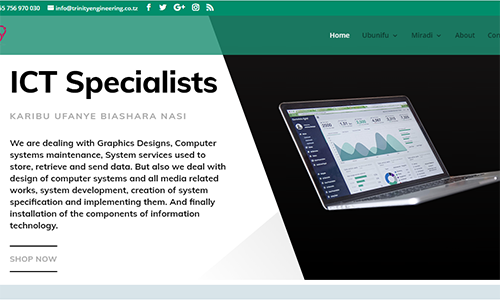 55 756 970 030 info@trinityengineering.co.tz
Home Ubunifu Miradi About Con
ICT Specialists
KARIBU UFANYE BIASHARA NASI
We are dealing with Graphics Designs, Computer
systems maintenance, System services used to
store, retrieve and send data. But also we deal with
design of computer systems and all media related
works, system development, creation of system
specification and implementing them. And finally
installation of the components of information
technology.
SHOP NOW